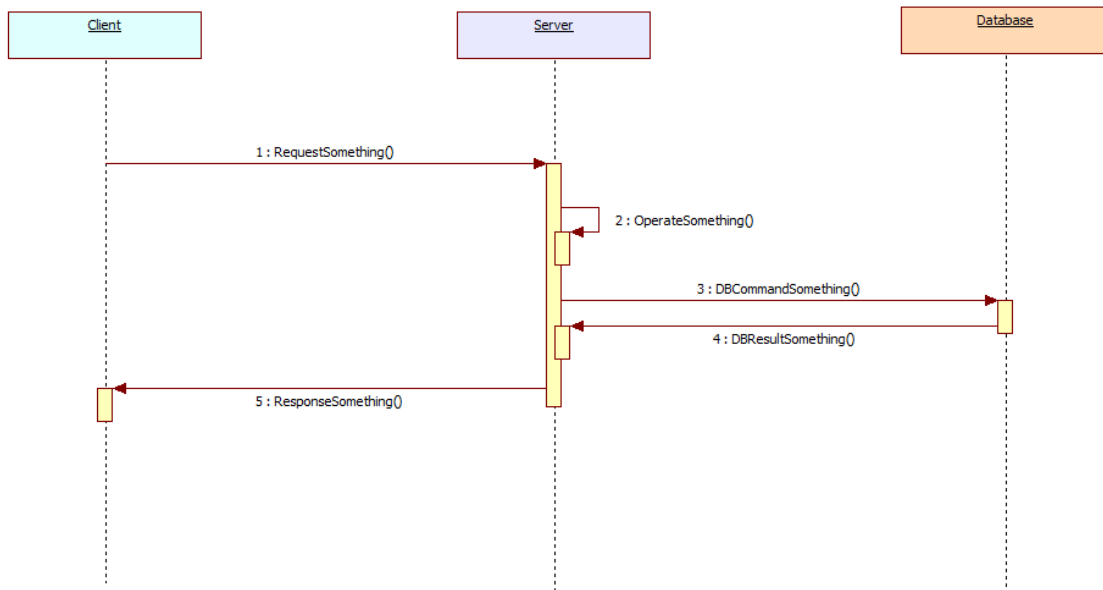 Client
Server
Database
1 : RequestSomething()
2 : OperateSomething()
3 : DBCommandSomething()
4 : DBResultSomething()
5 : ResponseSomething()